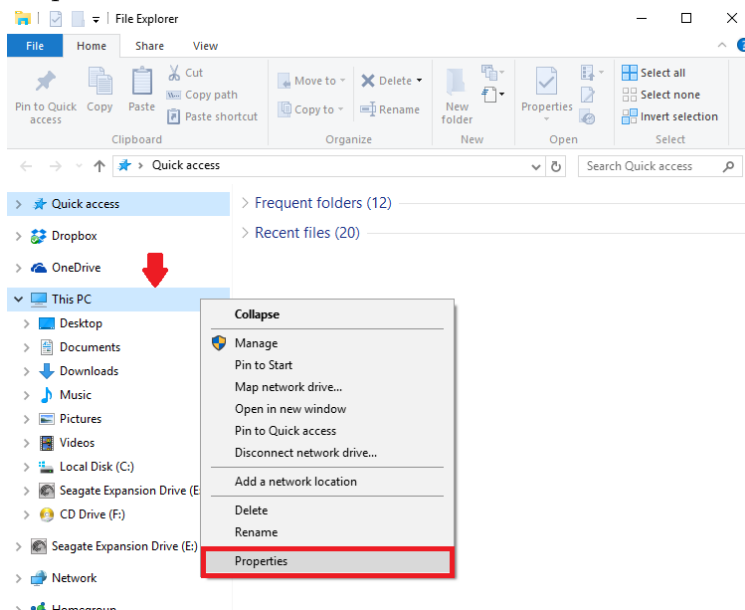 File Explorer
File Home Share View
Pin to Quick access
Copy
Paste
Cut
Copy path
Paste shortcut
Clipboard
Move to
Copy to
Delete
Rename
Organize
New folder
New
Properties
Open
Select all
Select none
Invert selection
Select
Quick access
Search Quick access
Quick access
Dropbox
OneDrive
This PC
Desktop
Documents
Downloads
Music
Pictures
Videos
Local Disk (C:)
Seagate Expansion Drive (E
CD Drive (F:)
Seagate Expansion Drive (E:)
Network
Homegroup
Frequent folders (12)
Recent files (20)
Collapse
Manage
Pin to Start
Map network drive...
Open in new window
Pin to Quick access
Disconnect network drive...
Add a network location
Delete
Rename
Properties